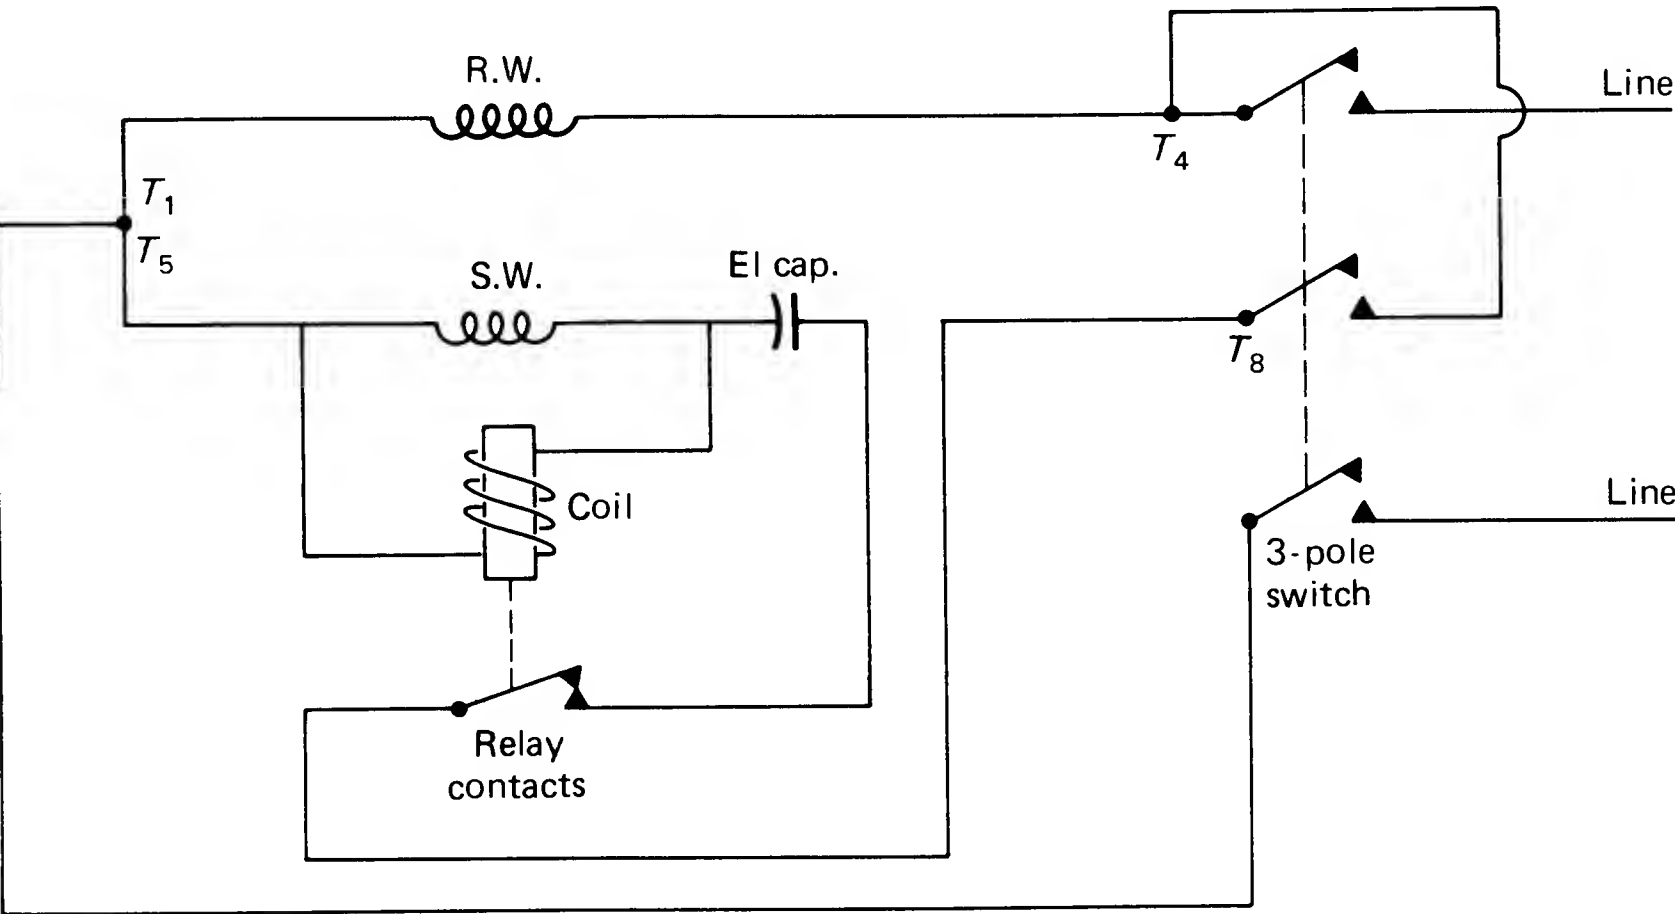 R.W.
Line
T4
T1
T5
S.W.
El cap.
T8
Coil
Line
3-pole
switch
Relay
contacts